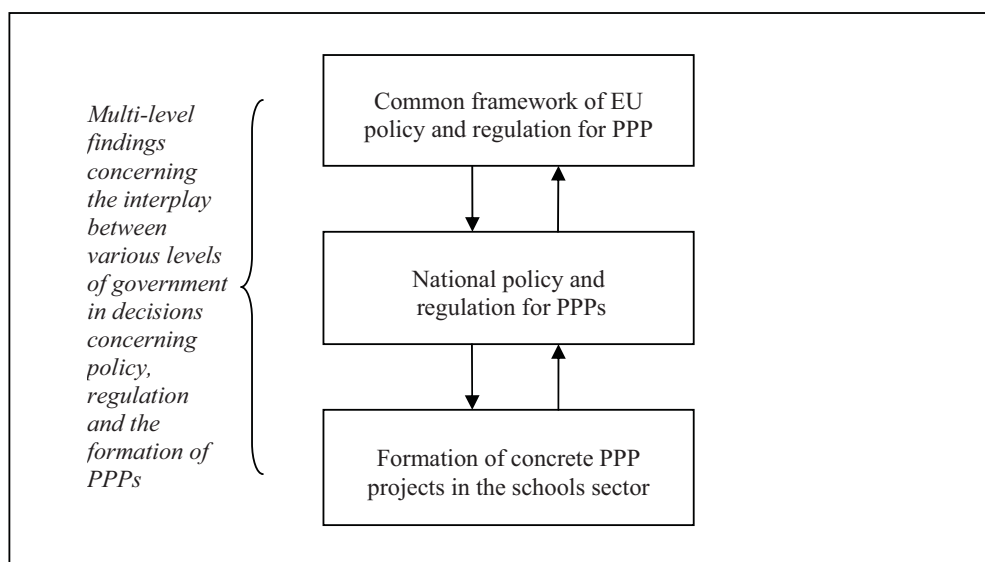 Multi-level
findings
concerning
the interplay
between
various levels
of government
in decisions
concerning
policy,
regulation
and the
formation of
PPPs
Common framework of EU
policy and regulation for PPP
National policy and
regulation for PPPs
Formation of concrete PPP
projects in the schools sector